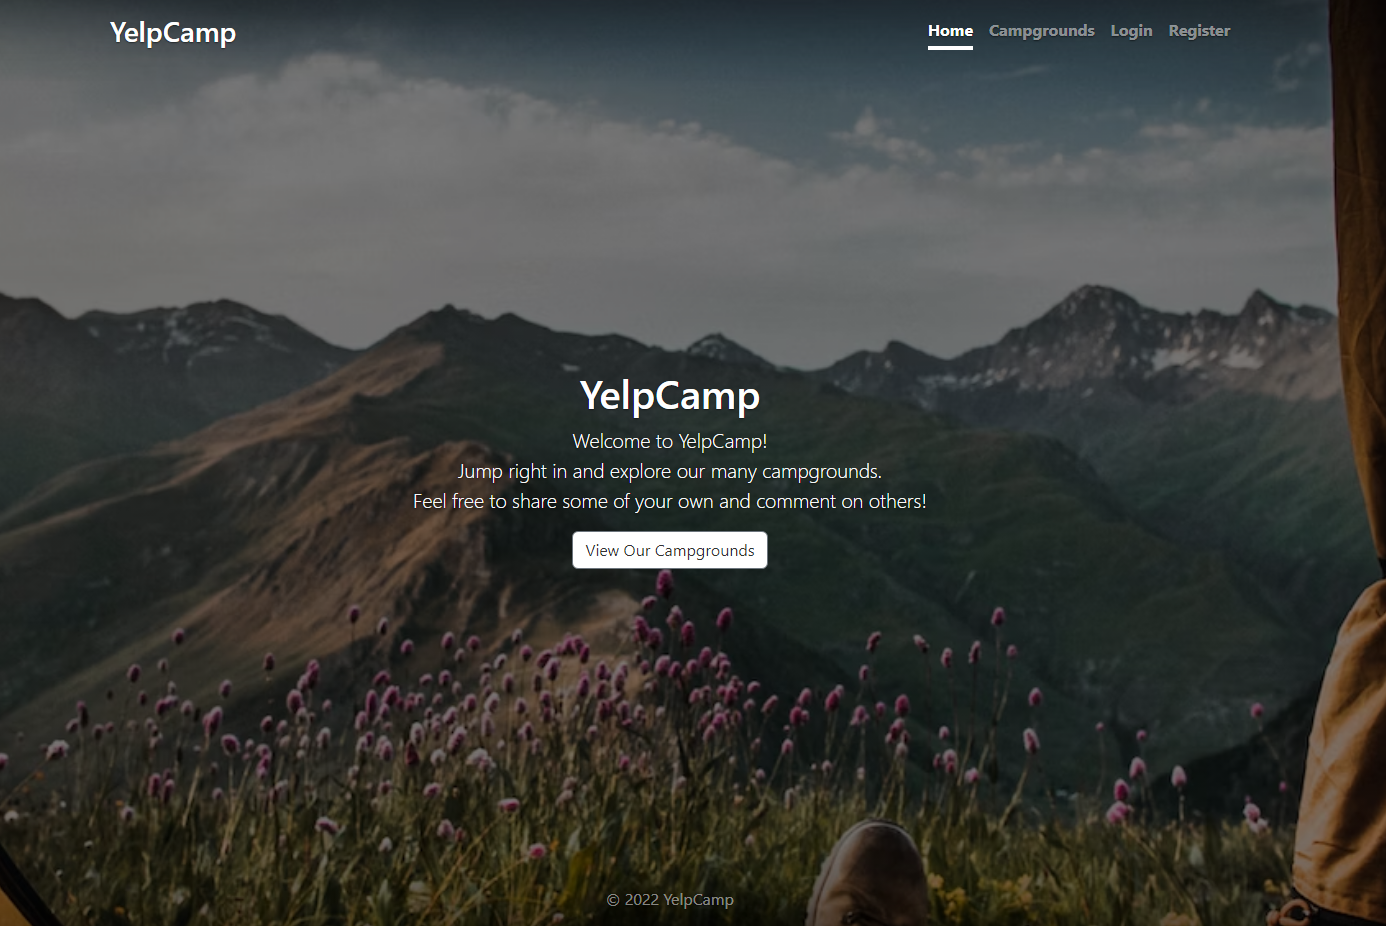 YelpCamp
Home Campgrounds Login Register
YelpCamp
Welcome to YelpCamp!
Jump right in and explore our many campgrounds.
Feel free to share some of your own and comment on others!
View Our Campgrounds
© 2022 YelpCamp